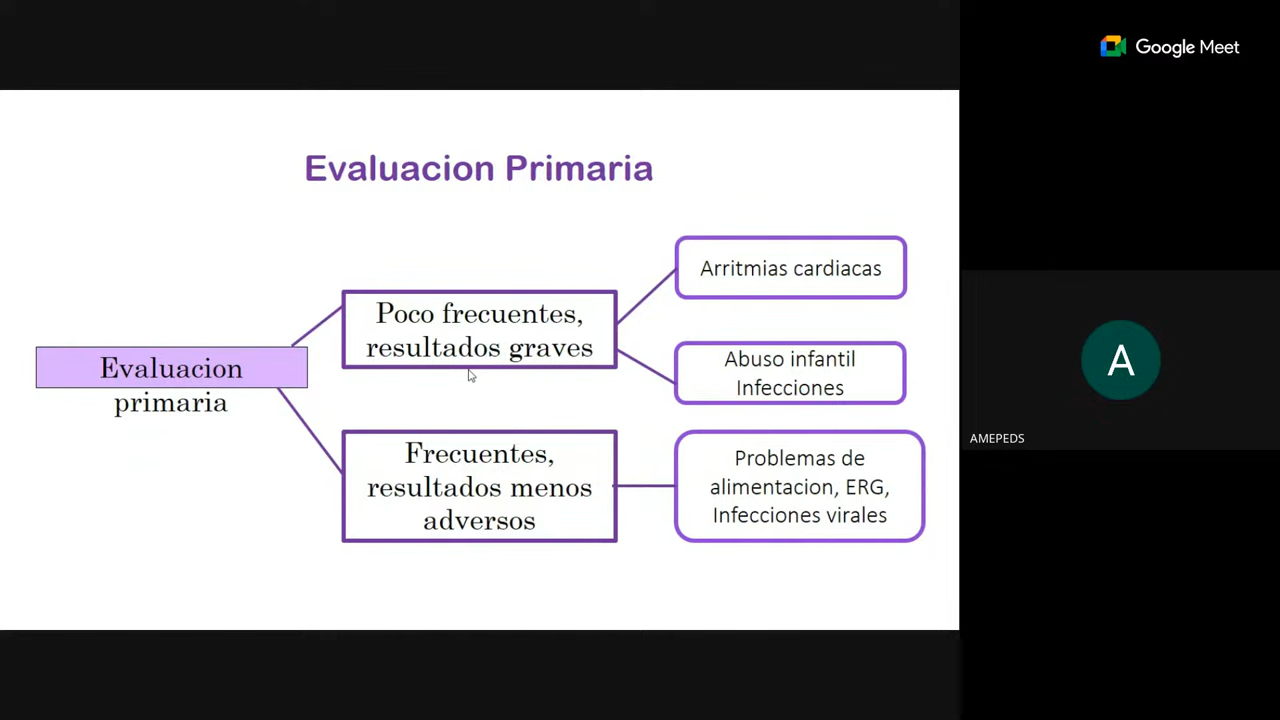 Google Meet
Evaluacion Primaria
Evaluacion
primaria
Poco frecuentes,
resultados graves
Arritmias cardiacas
Abuso infantil
Infecciones
Frecuentes,
resultados menos
adversos
Problemas de
alimentacion, ERG,
Infecciones virales
A
AMEPEDS